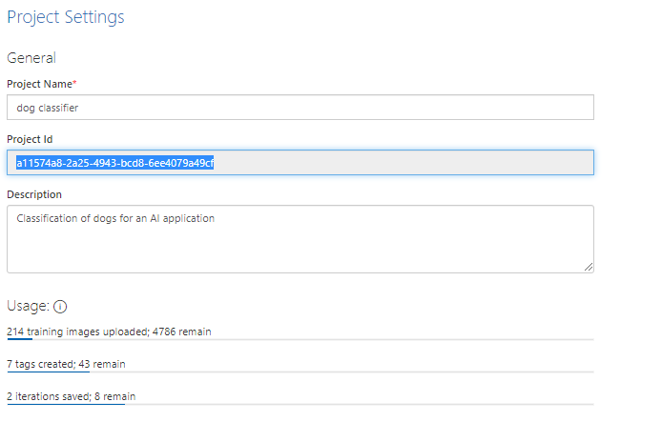 Project Settings
General
Project Name*
dog classifier
Project Id
a11574a8-2a25-4943-bcd8-6ee4079a49cf
Description
Classification of dogs for an AI application
Usage:
214 training images uploaded; 4786 remain
7 tags created; 43 remain
2 iterations saved; 8 remain